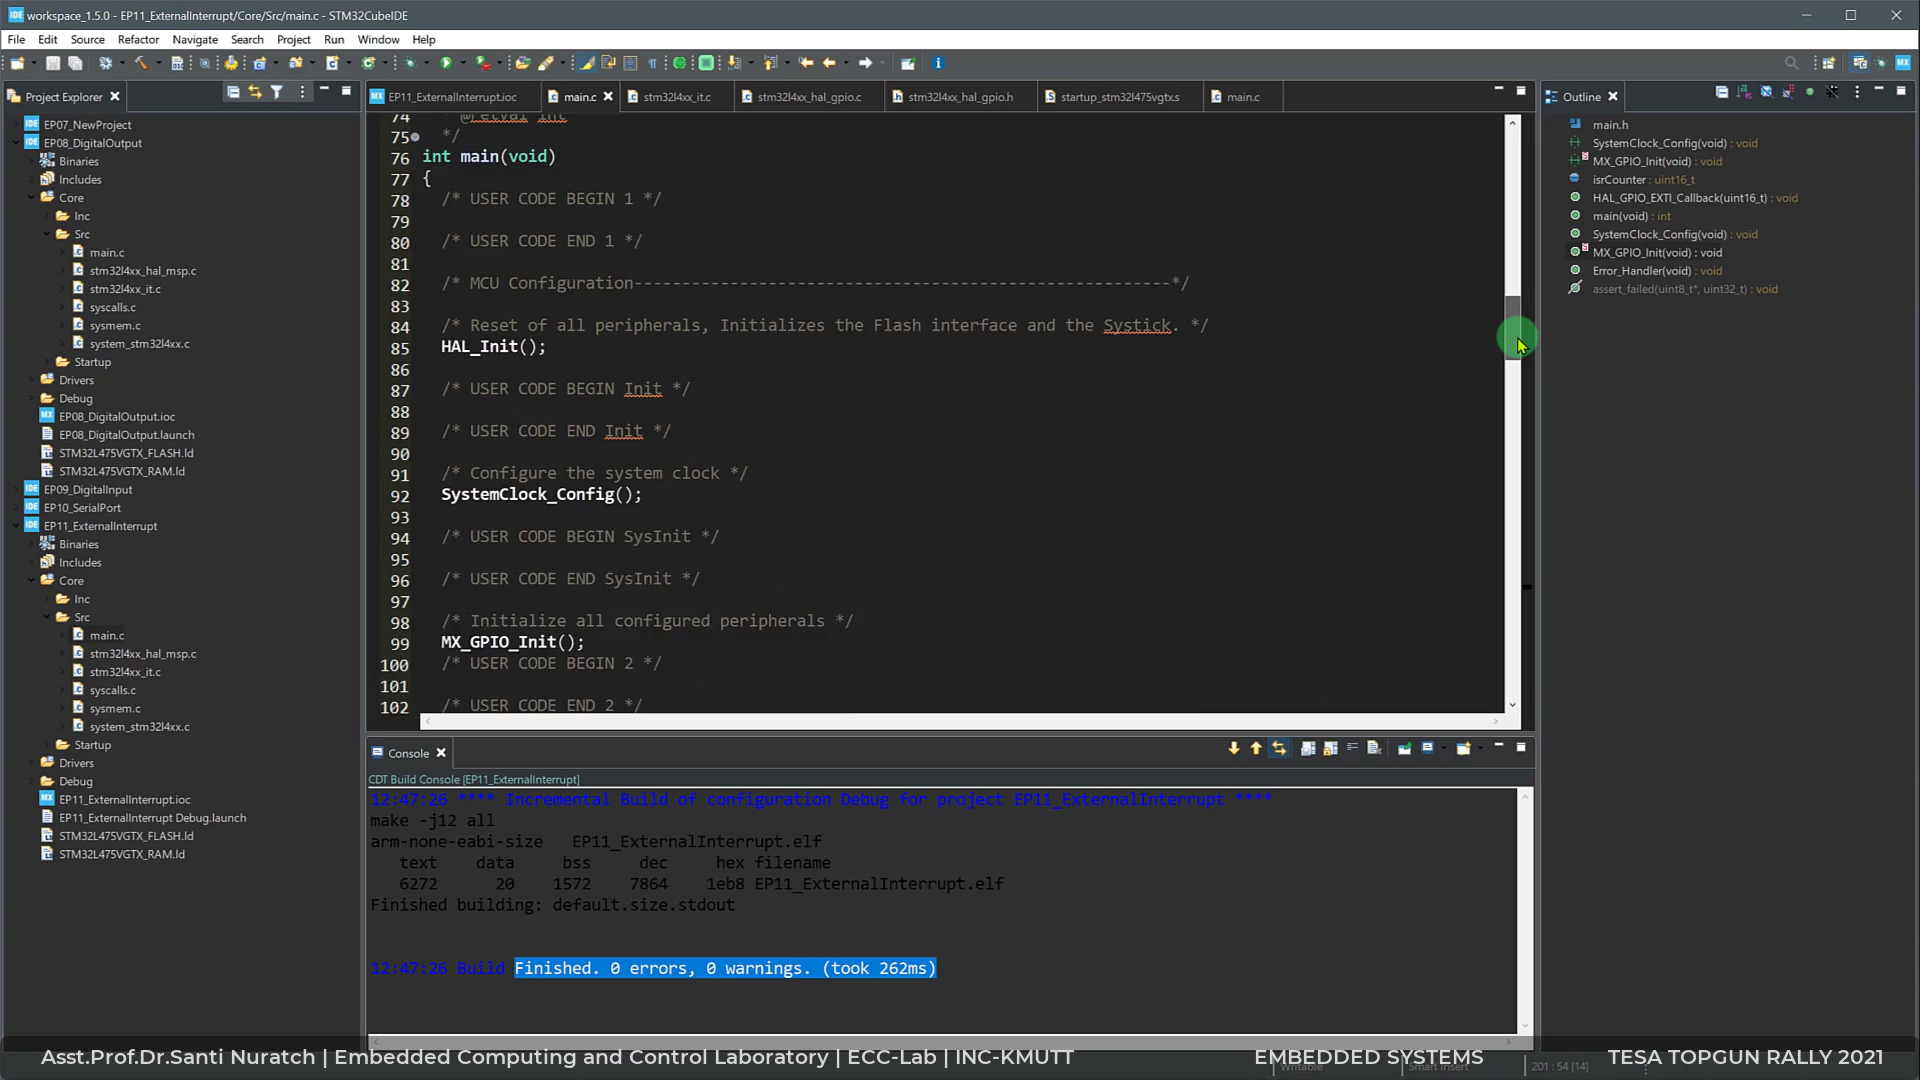 workspace_1.5.0 - EP11_ExternalInterrupt/Core/Src/main.c - STM32CubeIDE
File Edit Source Refactor Navigate Search Project Run Window Help
Project Explorer
EP07_NewProject
EP08_DigitalOutput
Binaries
Includes
Core
Inc
Src
main.c
stm32l4xx_hal_msp.c
stm32l4xx_it.c
syscalls.c
sysmem.c
system_stm32l4xx.c
Startup
Drivers
Debug
EP08_DigitalOutput.ioc
EP08_DigitalOutput.launch
STM32L475VGTX_FLASH.ld
STM32L475VGTX_RAM.ld
EP09_DigitalInput
EP10_SerialPort
EP11_ExternalInterrupt
Binaries
Includes
Core
Inc
Src
main.c
stm32l4xx_hal_msp.c
stm32l4xx_it.c
syscalls.c
sysmem.c
system_stm32l4xx.c
Startup
Drivers
Debug
EP11_ExternalInterrupt.ioc
EP11_ExternalInterrupt Debug.launch
STM32L475VGTX_FLASH.ld
STM32L475VGTX_RAM.ld
EP11_ExternalInterrupt.ioc main.c stm32l4xx_it.c stm32l4xx_hal_gpio.c stm32l4xx_hal_gpio.h startup_stm32l475vgtx.s main.c
74 @retval int
75 */
76 int main(void)
77 {
78 /* USER CODE BEGIN 1 */
79
80 /* USER CODE END 1 */
81
82 /* MCU Configuration--------------------------------------------------------*/
83
84 /* Reset of all peripherals, Initializes the Flash interface and the Systick. */
85 HAL_Init();
86
87 /* USER CODE BEGIN Init */
88
89 /* USER CODE END Init */
90
91 /* Configure the system clock */
92 SystemClock_Config();
93
94 /* USER CODE BEGIN SysInit */
95
96 /* USER CODE END SysInit */
97
98 /* Initialize all configured peripherals */
99 MX_GPIO_Init();
100 /* USER CODE BEGIN 2 */
101
102 /* USER CODE END 2 */
Outline
main.h
SystemClock_Config(void) : void
MX_GPIO_Init(void) : void
isrCounter : uint16_t
HAL_GPIO_EXTI_Callback(uint16_t) : void
main(void) : int
SystemClock_Config(void) : void
MX_GPIO_Init(void) : void
Error_Handler(void) : void
assert_failed(uint8_t*, uint32_t) : void
Console
CDT Build Console [EP11_ExternalInterrupt]
12:47:26 **** Incremental Build of configuration Debug for project EP11_ExternalInterrupt ****
make -j12 all
arm-none-eabi-size EP11_ExternalInterrupt.elf
text data bss dec hex filename
6272 20 1572 7864 1eb8 EP11_ExternalInterrupt.elf
Finished building: default.size.stdout
12:47:26 Build Finished. 0 errors, 0 warnings. (took 262ms)
Asst.Prof.Dr.Santi Nuratch | Embedded Computing and Control Laboratory | ECC-Lab | INC-KMUTT
EMBEDDED SYSTEMS
TESA TOPGUN RALLY 2021
Writable Smart Insert 201 : 54 [14]